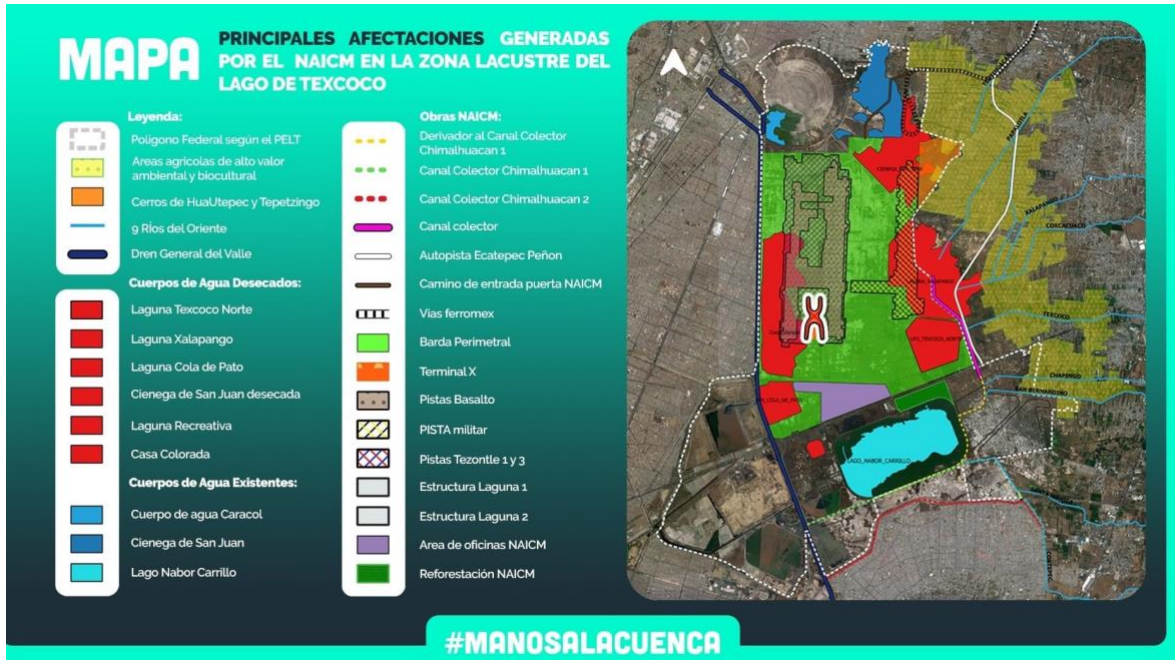 MAPA
PRINCIPALES AFECTACIONES GENERADAS
POR EL NAICM EN LA ZONA LACUSTRE DEL
LAGO DE TEXCOCO
Leyenda:
Polígono Federal según el PELT
Areas agricolas de alto valor
ambiental y biocultural
Cerros de HuaUtepec y Tepetzingo
9 RÍos del Oriente
Dren General del Valle
Cuerpos de Agua Desecados:
Laguna Texcoco Norte
Laguna Xalapango
Laguna Cola de Pato
Cienega de San Juan desecada
Laguna Recreativa
Casa Colorada
Cuerpos de Agua Existentes:
Cuerpo de agua Caracol
Cienega de San Juan
Lago Nabor Carrillo
Obras NAICM:
Derivador al Canal Colector
Chimalhuacan 1
Canal Colector Chimalhuacan 1
Canal Colector Chimalhuacan 2
Canal colector
Autopista Ecatepec Peñon
Camino de entrada puerta NAICM
Vias ferromex
Barda Perimetral
Terminal X
Pistas Basalto
PISTA militar
Pistas Tezontle 1 y 3
Estructura Laguna 1
Estructura Laguna 2
Area de oficinas NAICM
Reforestación NAICM
XALAPANGO
COXCACUACO
TEXCOCO
CHAPINGO
SAN BERNARDINO
LAGO_NABOR_CARRILLO
#MANOSALACUENCA